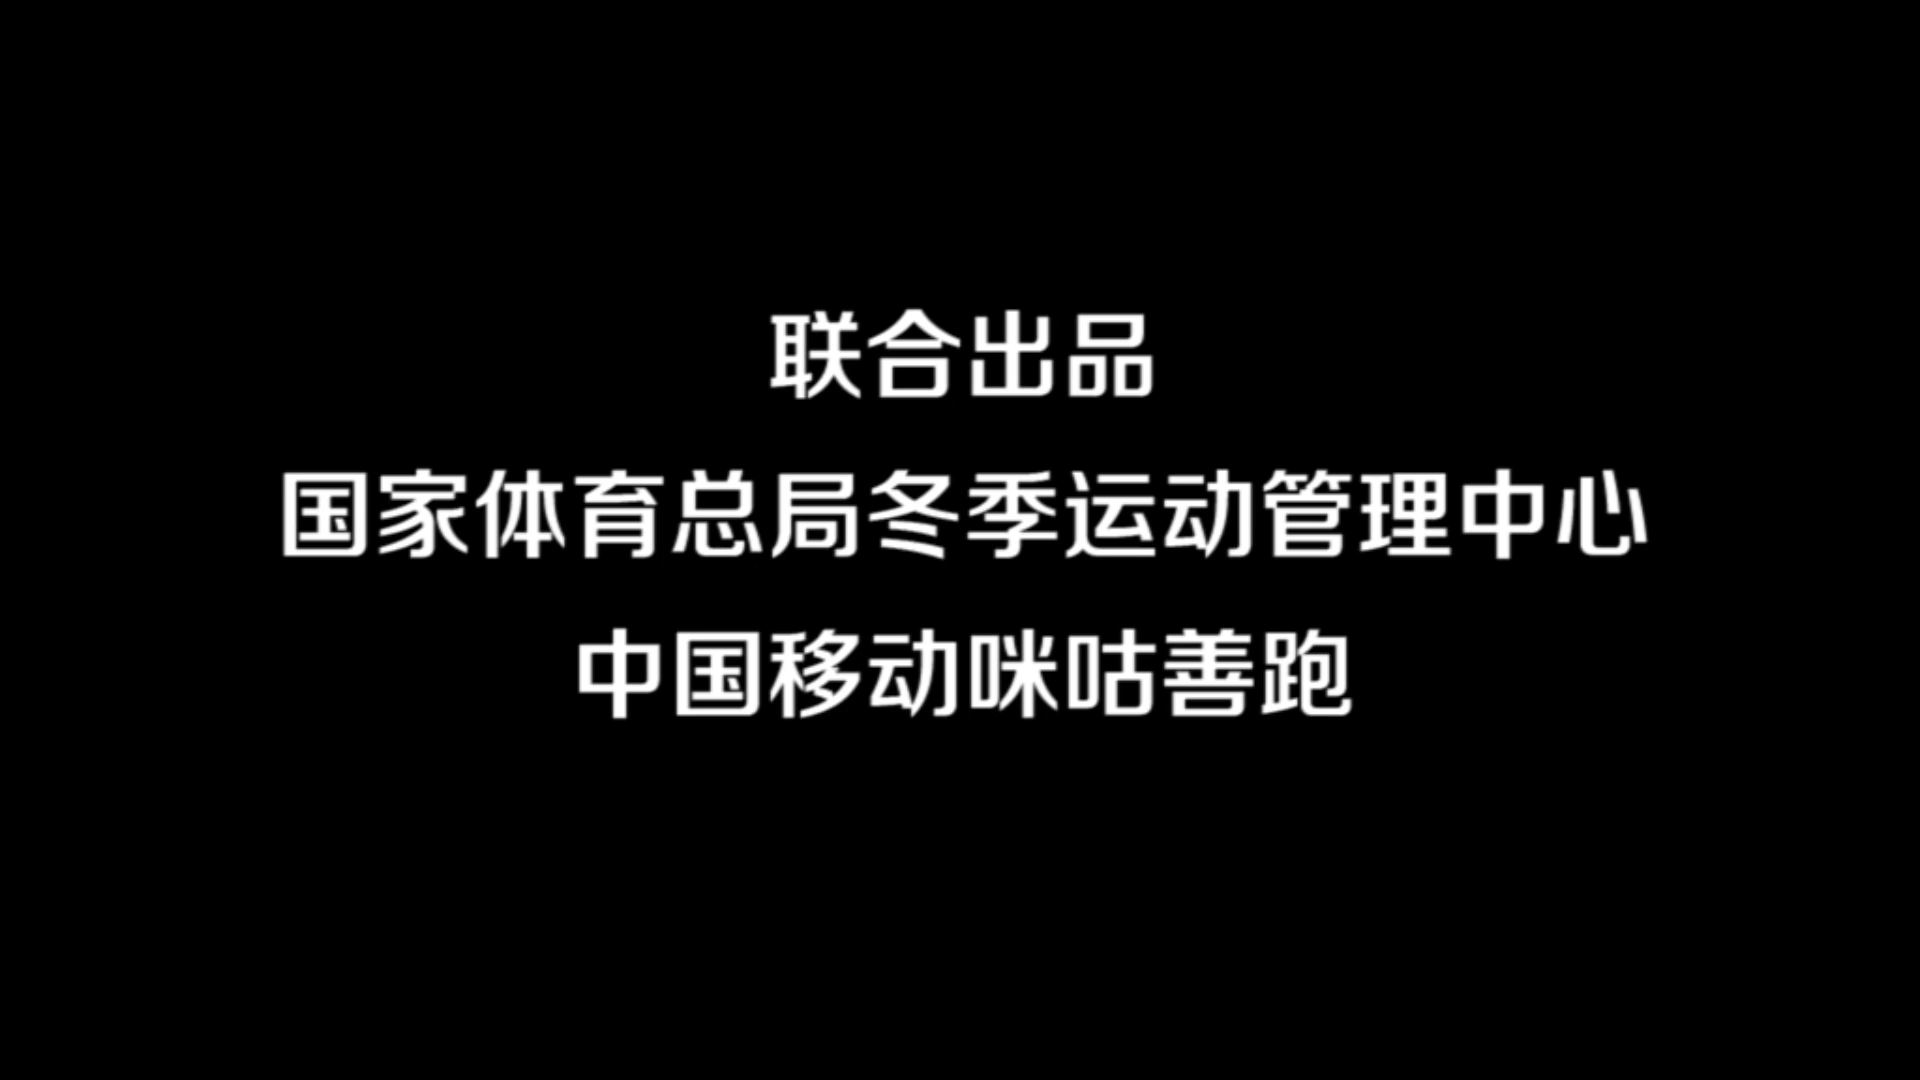 联合出品
国家体育总局冬季运动管理中心
中国移动咪咕善跑